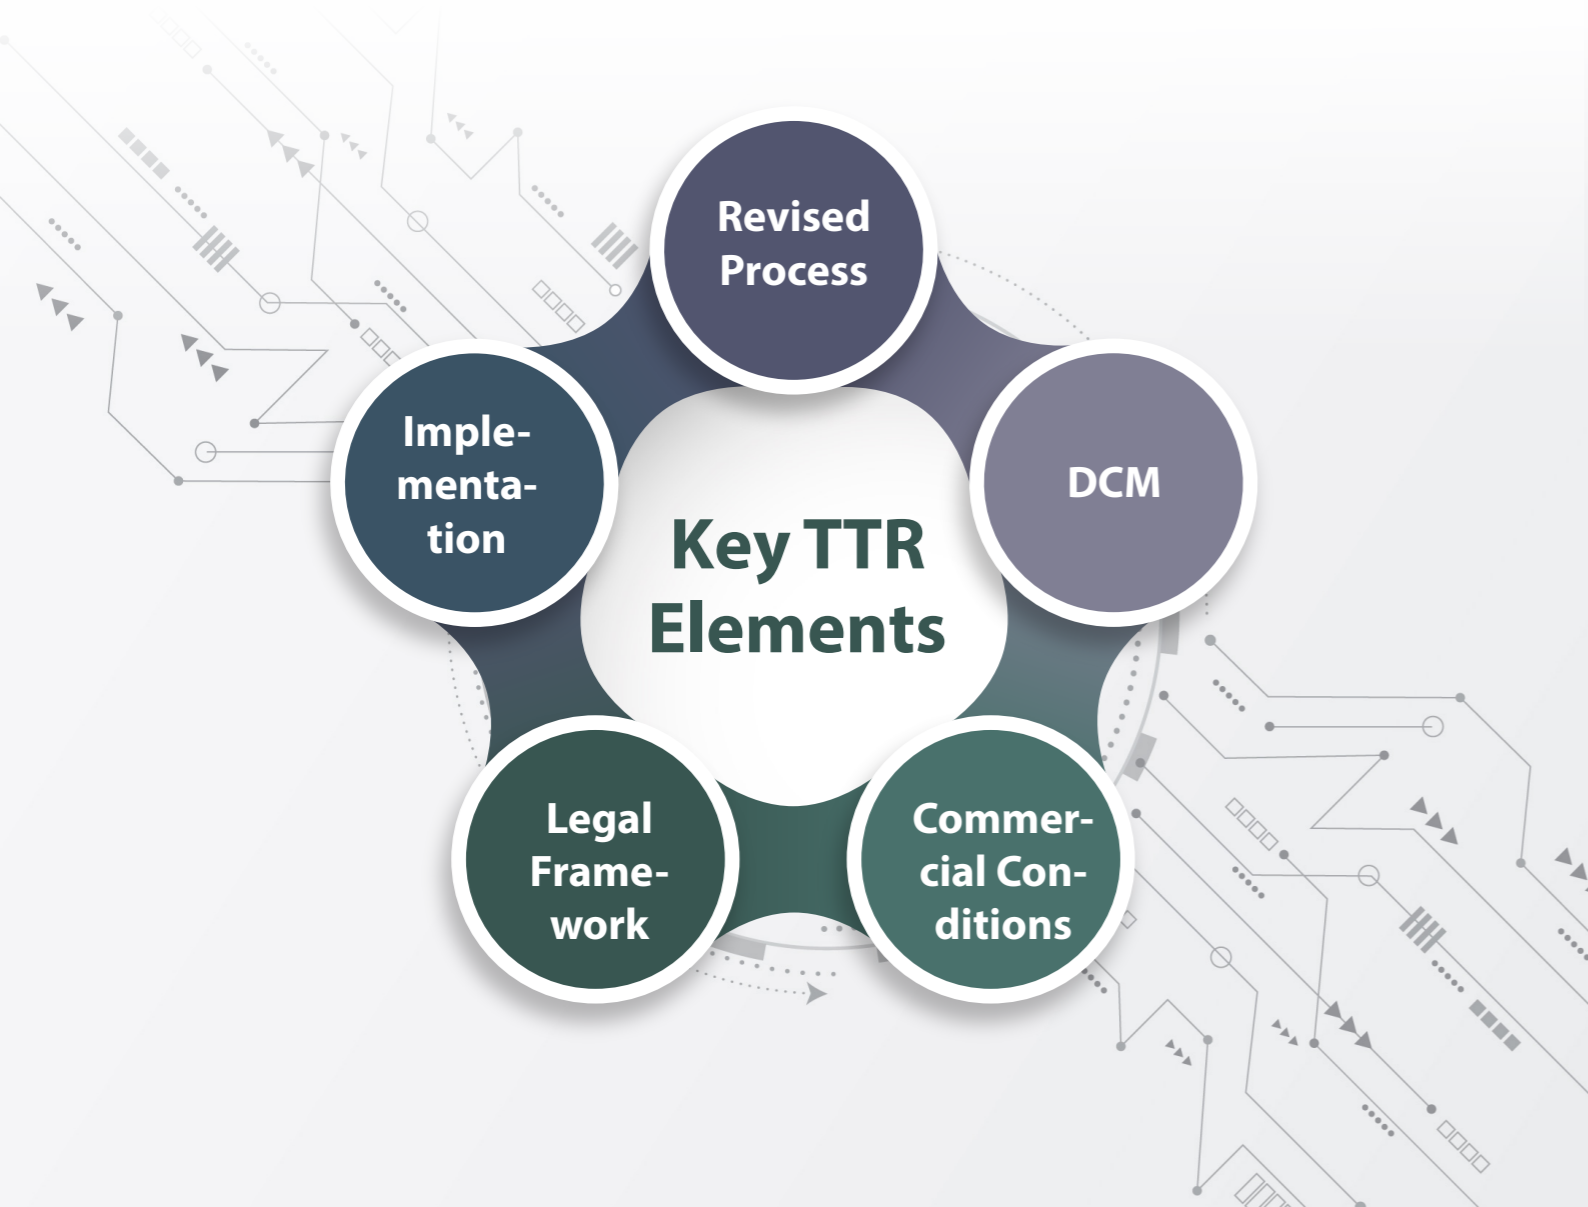 Revised
Process
Imple-
menta-
tion
DCM
Key TTR
Elements
Legal
Frame-
work
Commer-
cial Con-
ditions